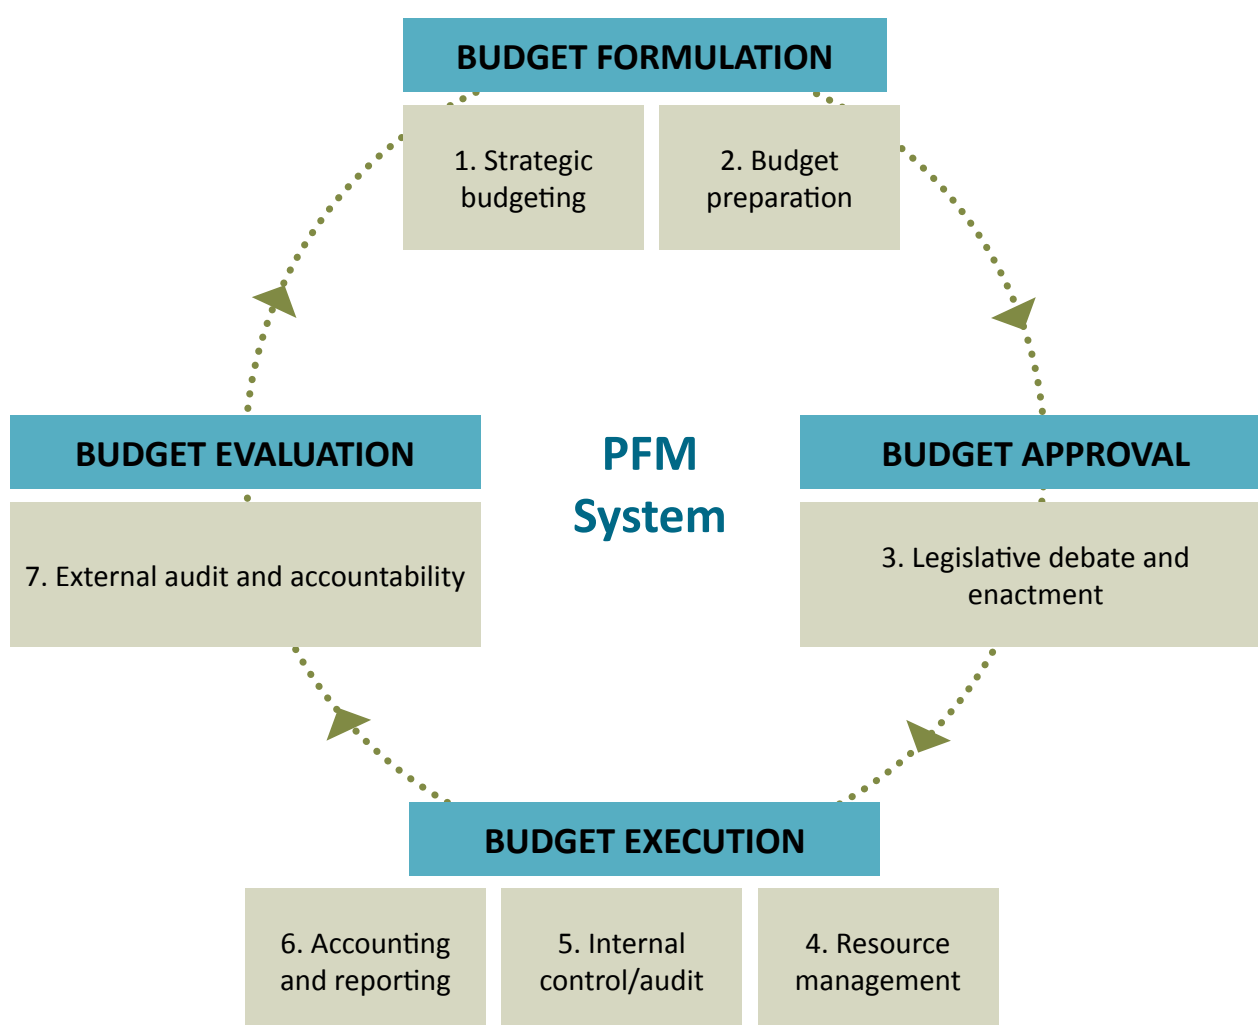 BUDGET FORMULATION
1. Strategic
budgeting
2. Budget
preparation
BUDGET EVALUATION
7. External audit and accountability
PFM
System
BUDGET APPROVAL
3. Legislative debate and
enactment
BUDGET EXECUTION
6. Accounting
and reporting
5. Internal
control/audit
4. Resource
management